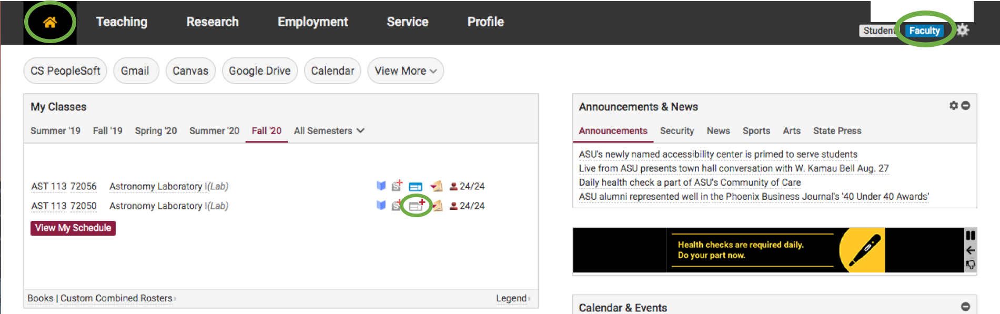 Teaching Research Employment Service Profile
Student Faculty
CS PeopleSoft Gmail Canvas Google Drive Calendar View More
My Classes
Summer '19 Fall '19 Spring '20 Summer '20 Fall '20 All Semesters
AST 113 72056 Astronomy Laboratory I(Lab) 24/24
AST 113 72050 Astronomy Laboratory I(Lab) 24/24
View My Schedule
Books | Custom Combined Rosters Legend
Announcements & News
Announcements Security News Sports Arts State Press
ASU's newly named accessibility center is primed to serve students
Live from ASU presents town hall conversation with W. Kamau Bell Aug. 27
Daily health check a part of ASU's Community of Care
ASU alumni represented well in the Phoenix Business Journal's '40 Under 40 Awards'
Health checks are required daily.
Do your part now.
Calendar & Events